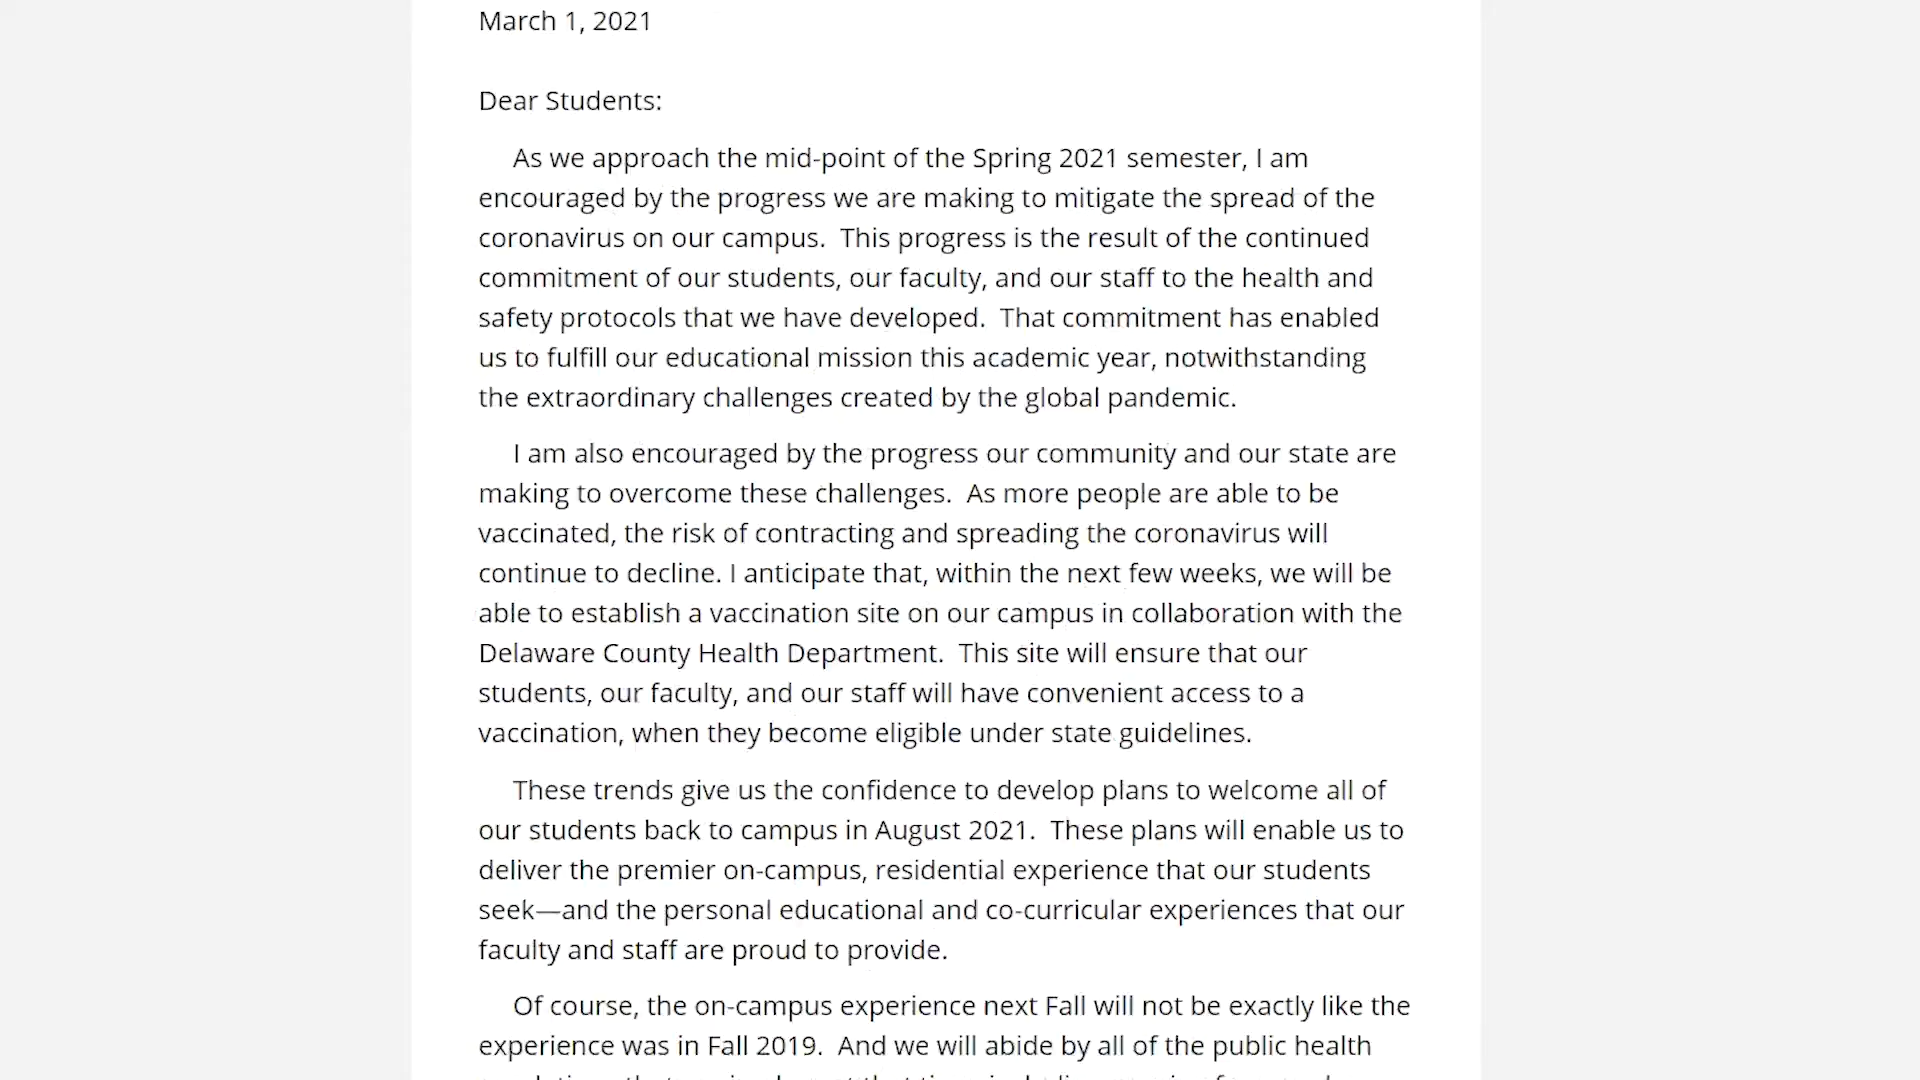 March 1, 2021
Dear Students:
As we approach the mid-point of the Spring 2021 semester, I am
encouraged by the progress we are making to mitigate the spread of the
coronavirus on our campus.  This progress is the result of the continued
commitment of our students, our faculty, and our staff to the health and
safety protocols that we have developed.  That commitment has enabled
us to fulfill our educational mission this academic year, notwithstanding
the extraordinary challenges created by the global pandemic.
I am also encouraged by the progress our community and our state are
making to overcome these challenges.  As more people are able to be
vaccinated, the risk of contracting and spreading the coronavirus will
continue to decline. I anticipate that, within the next few weeks, we will be
able to establish a vaccination site on our campus in collaboration with the
Delaware County Health Department.  This site will ensure that our
students, our faculty, and our staff will have convenient access to a
vaccination, when they become eligible under state guidelines.
These trends give us the confidence to develop plans to welcome all of
our students back to campus in August 2021.  These plans will enable us to
deliver the premier on-campus, residential experience that our students
seek—and the personal educational and co-curricular experiences that our
faculty and staff are proud to provide.
Of course, the on-campus experience next Fall will not be exactly like the
experience was in Fall 2019.  And we will abide by all of the public health